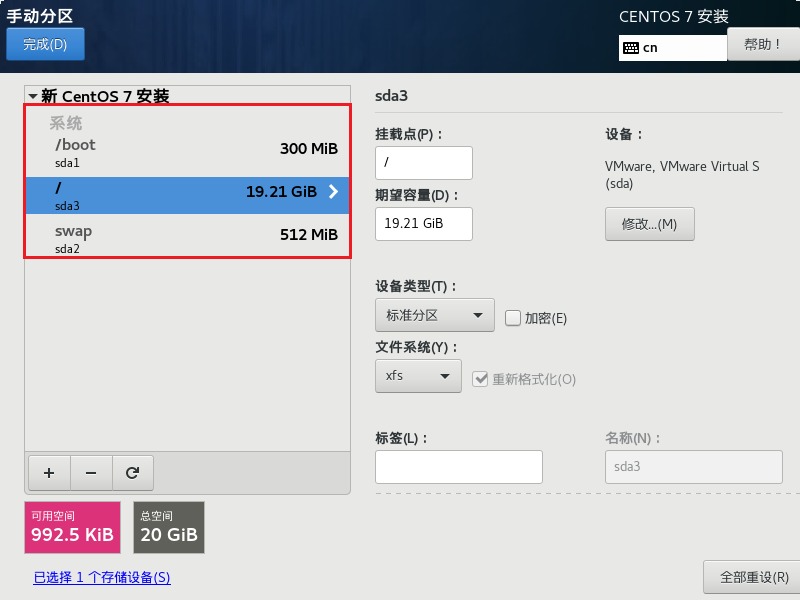 手动分区
CENTOS 7 安装
完成(D)
cn
帮助！
新 CentOS 7 安装
系统
/boot
300 MiB
sda1
/
19.21 GiB
sda3
swap
512 MiB
sda2
sda3
挂载点(P)：
/
期望容量(D)：
19.21 GiB
设备：
VMware, VMware Virtual S
(sda)
修改...(M)
设备类型(T)：
标准分区
加密(E)
文件系统(Y)：
xfs
重新格式化(O)
标签(L)：
名称(N)：
sda3
+
−
可用空间
992.5 KiB
总空间
20 GiB
已选择 1 个存储设备(S)
全部重设(R)